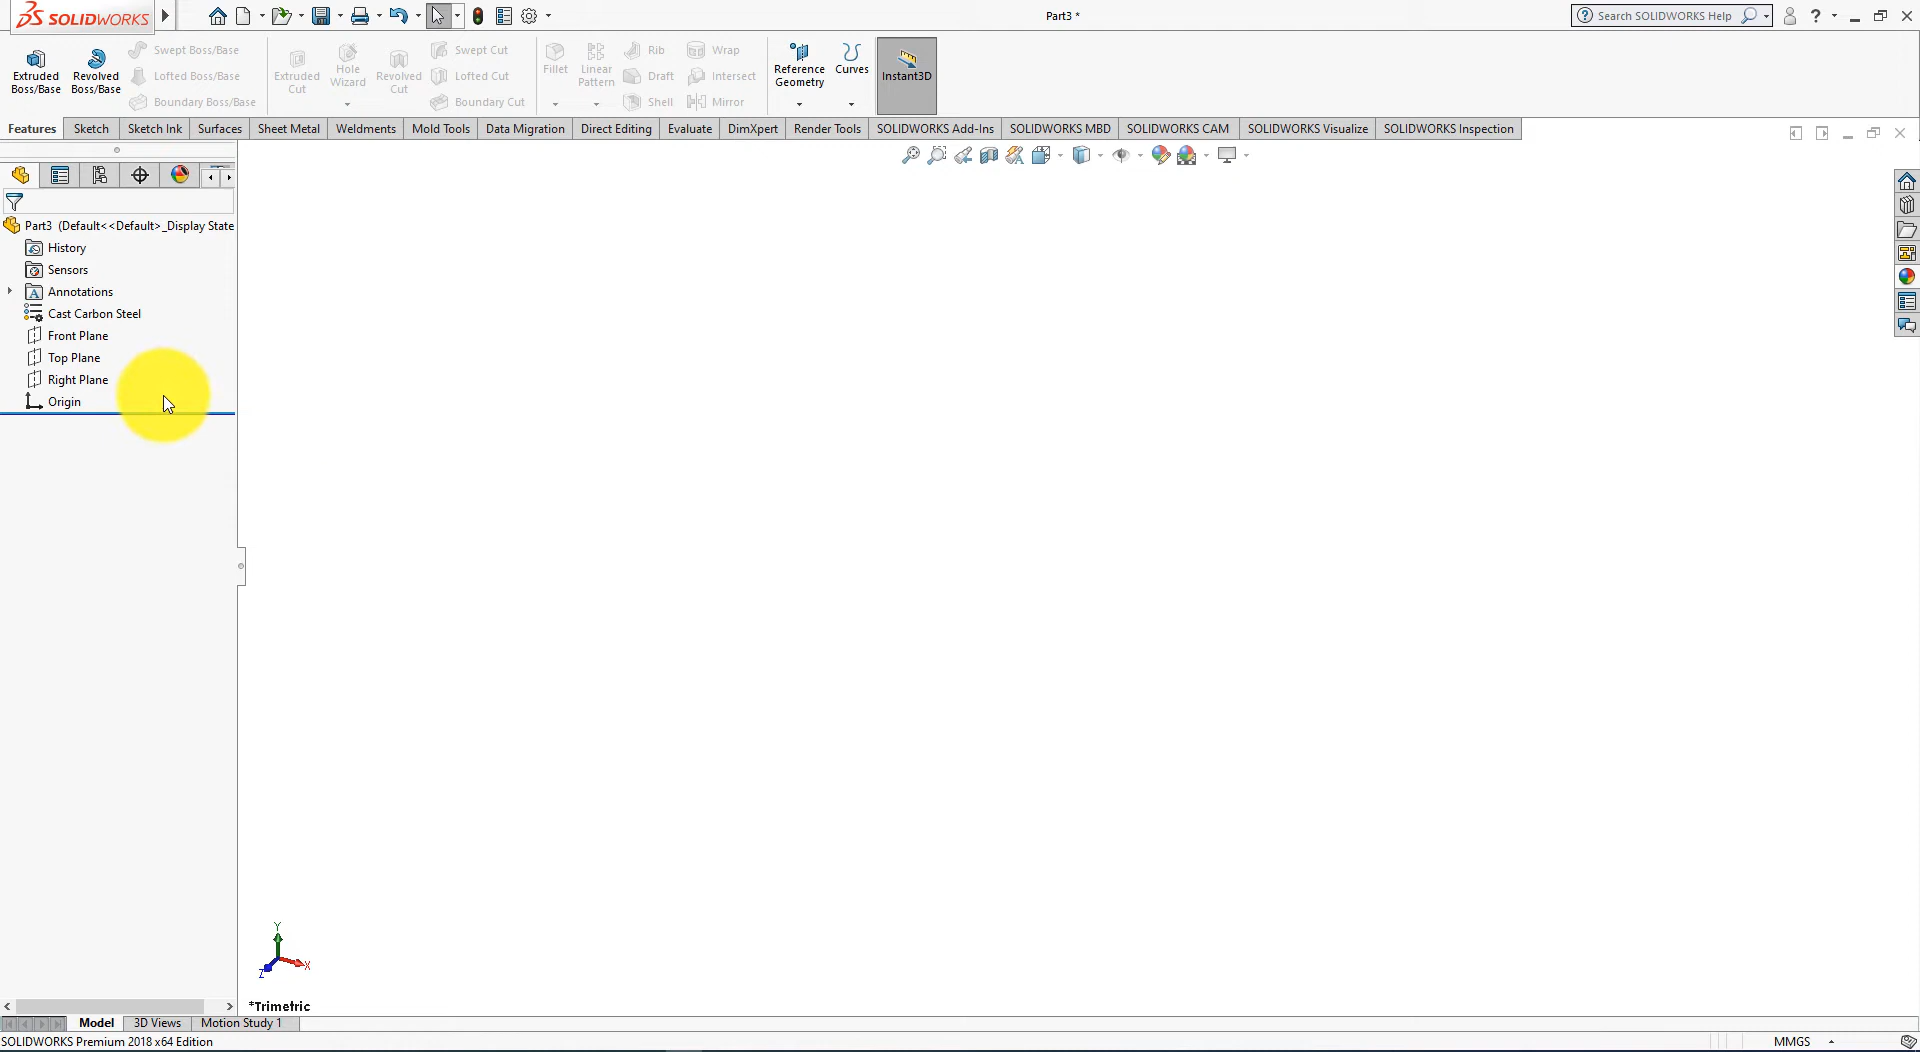 SOLIDWORKS
Part3 *
Search SOLIDWORKS Help
Extruded Boss/Base
Revolved Boss/Base
Swept Boss/Base
Lofted Boss/Base
Boundary Boss/Base
Extruded Cut
Hole Wizard
Revolved Cut
Swept Cut
Lofted Cut
Boundary Cut
Fillet
Linear Pattern
Rib
Draft
Shell
Wrap
Intersect
Mirror
Reference Geometry
Curves
Instant3D
Features
Sketch
Sketch Ink
Surfaces
Sheet Metal
Weldments
Mold Tools
Data Migration
Direct Editing
Evaluate
DimXpert
Render Tools
SOLIDWORKS Add-Ins
SOLIDWORKS MBD
SOLIDWORKS CAM
SOLIDWORKS Visualize
SOLIDWORKS Inspection
Part3 (Default<<Default>_Display State
History
Sensors
Annotations
Cast Carbon Steel
Front Plane
Top Plane
Right Plane
Origin
Y
X
Z
*Trimetric
Model
3D Views
Motion Study 1
SOLIDWORKS Premium 2018 x64 Edition
MMGS